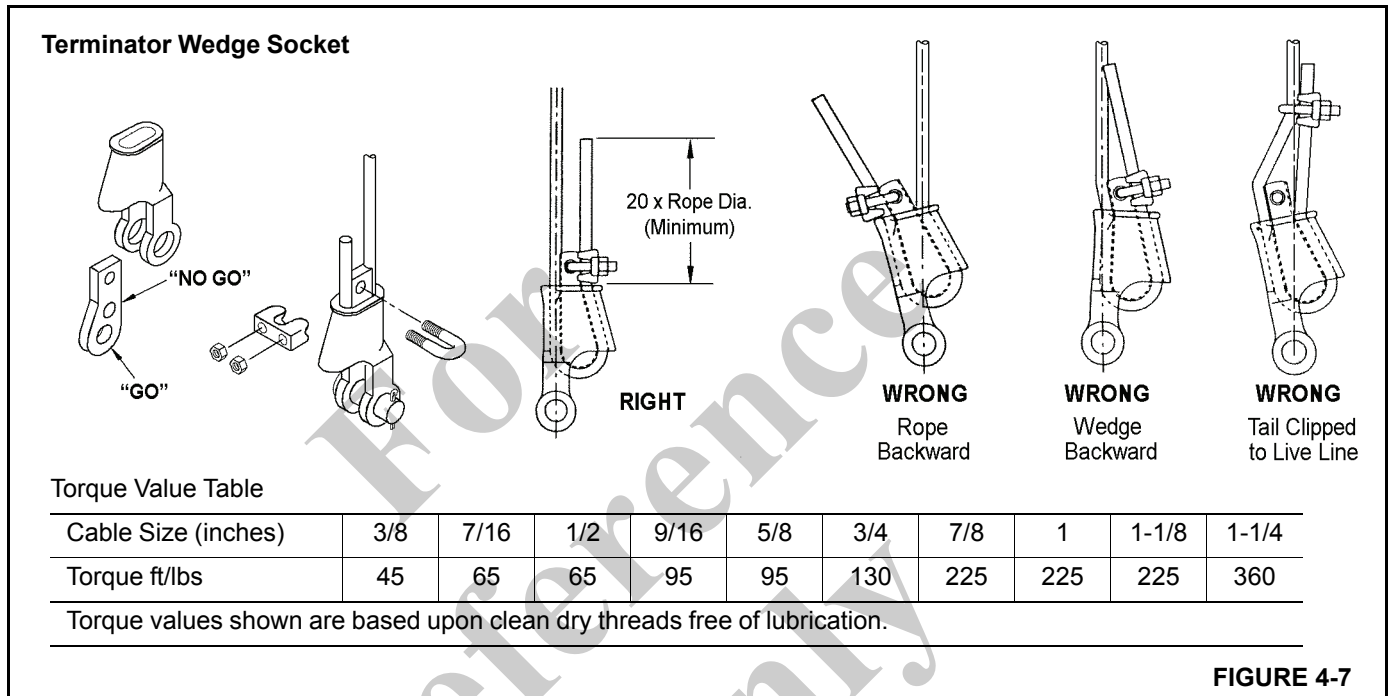 Terminator Wedge Socket
"NO GO"
"GO"
20 x Rope Dia.
(Minimum)
RIGHT
WRONG
Rope
Backward
WRONG
Wedge
Backward
WRONG
Tail Clipped
to Live Line
Torque Value Table
Cable Size (inches) 3/8 7/16 1/2 9/16 5/8 3/4 7/8 1 1-1/8 1-1/4
Torque ft/lbs 45 65 65 95 95 130 225 225 225 360
Torque values shown are based upon clean dry threads free of lubrication.
FIGURE 4-7
For
Reference
Only